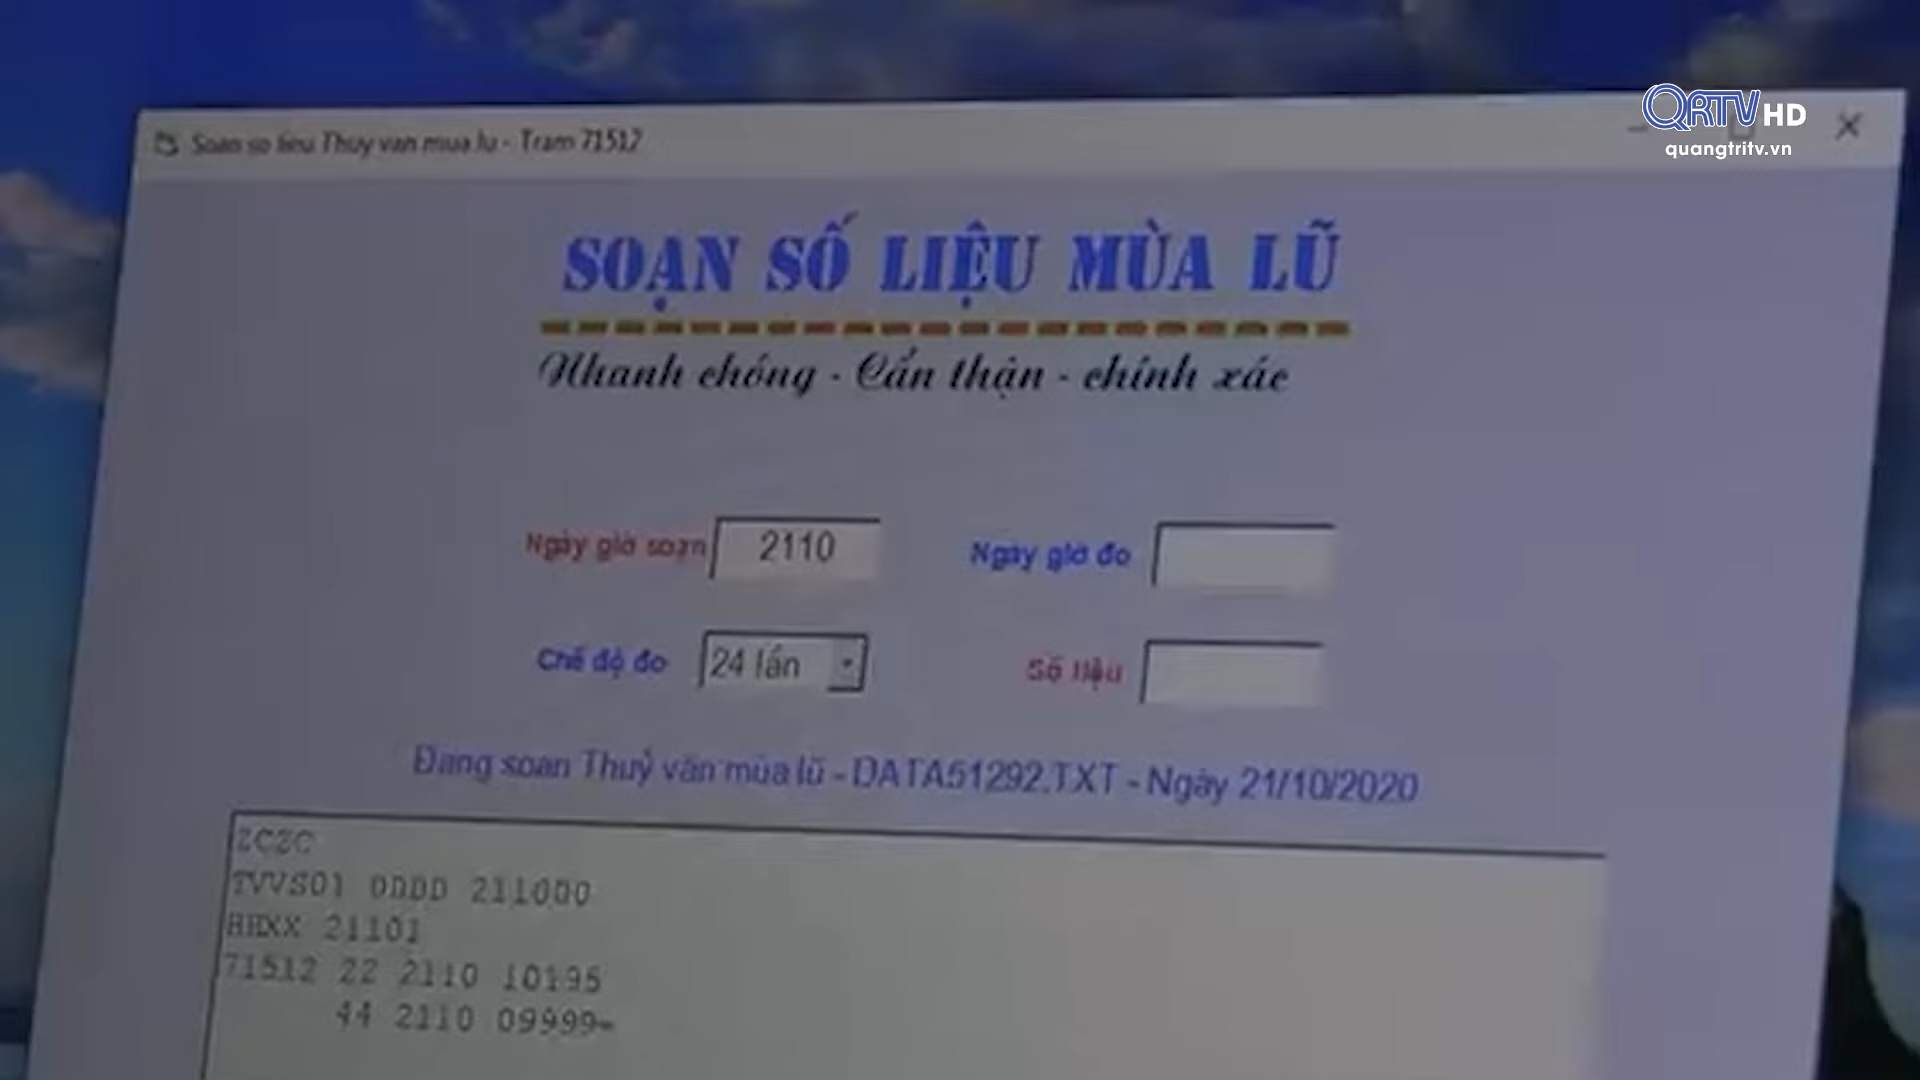 QRTV HD
quangtritv.vn
Soan so lieu Thuy van mua lu - Tram 71512
SOẠN SỐ LIỆU MÙA LŨ
Nhanh chóng - Cẩn thận - chính xác
Ngày giờ soạn 2110 Ngày giờ đo
Chế độ đo 24 lần Số liệu
Đang soạn Thuỷ văn mùa lũ - DATA51292.TXT - Ngày 21/10/2020
ZCZC
TVVS01 0DDD 211000
HHXX 21101
71512 22 2110 10195
44 2110 09999=